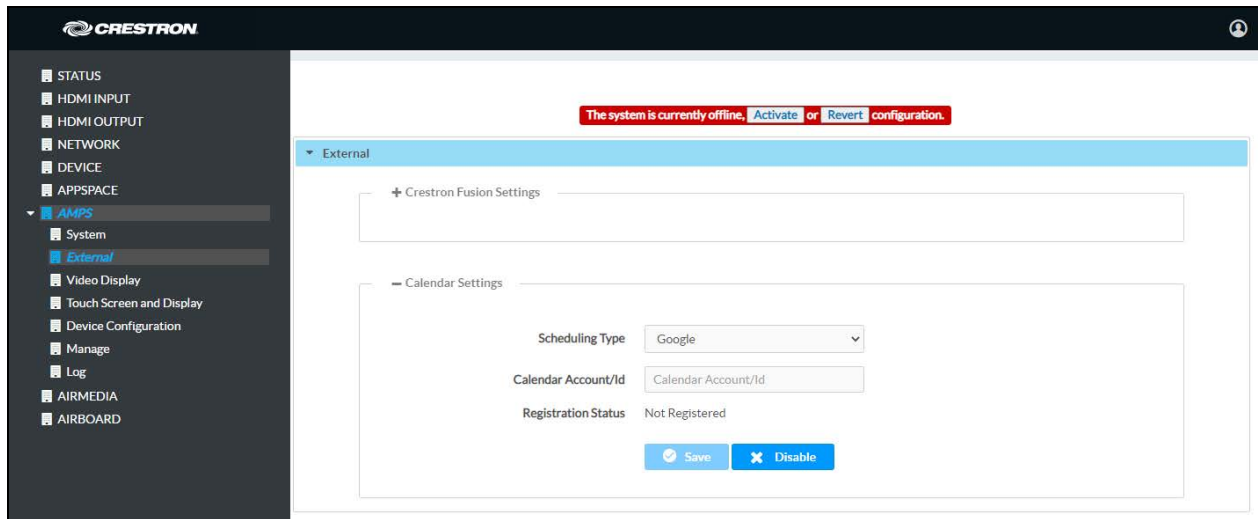 CRESTRON
STATUS
HDMI INPUT
HDMI OUTPUT
NETWORK
DEVICE
APPSPACE
AMPS
System
External
Video Display
Touch Screen and Display
Device Configuration
Manage
Log
AIRMEDIA
AIRBOARD
The system is currently offline, Activate or Revert configuration.
External
Crestron Fusion Settings
Calendar Settings
Scheduling Type Google
Calendar Account/Id Calendar Account/Id
Registration Status Not Registered
Save Disable